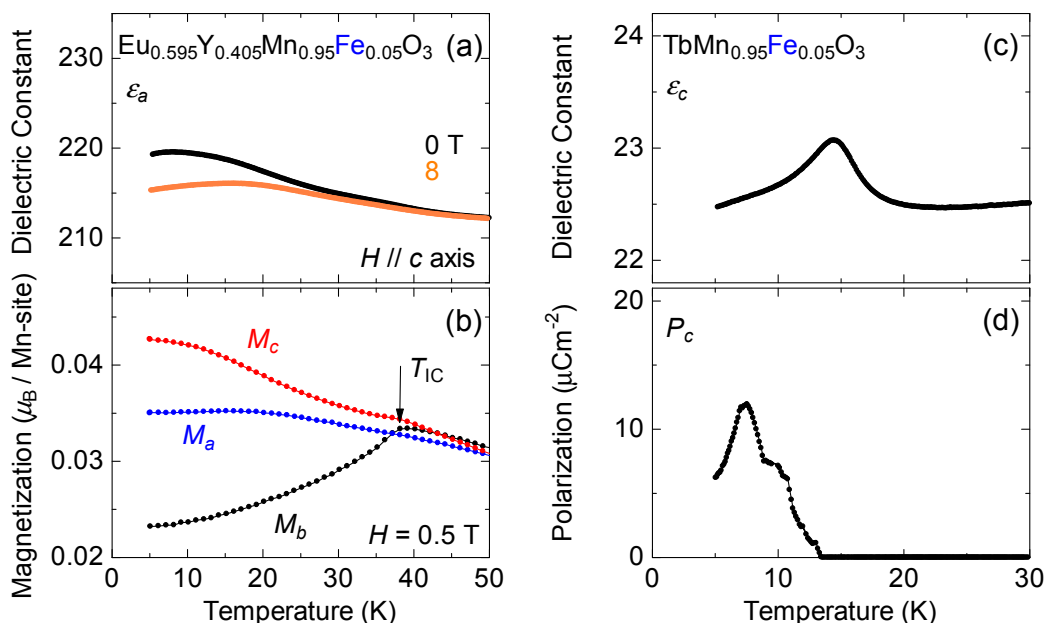 Eu0.595Y0.405Mn0.95Fe0.05O3 (a)
εa
0 T
8
H // c axis
Dielectric Constant
230
220
210
(b)
Mc
TIC
Ma
Mb
H = 0.5 T
Magnetization (μB / Mn-site)
0.04
0.03
0.02
0 10 20 30 40 50
Temperature (K)
TbMn0.95Fe0.05O3 (c)
εc
Dielectric Constant
24
23
22
(d)
Pc
Polarization (μCm-2)
20
10
0
0 10 20 30
Temperature (K)